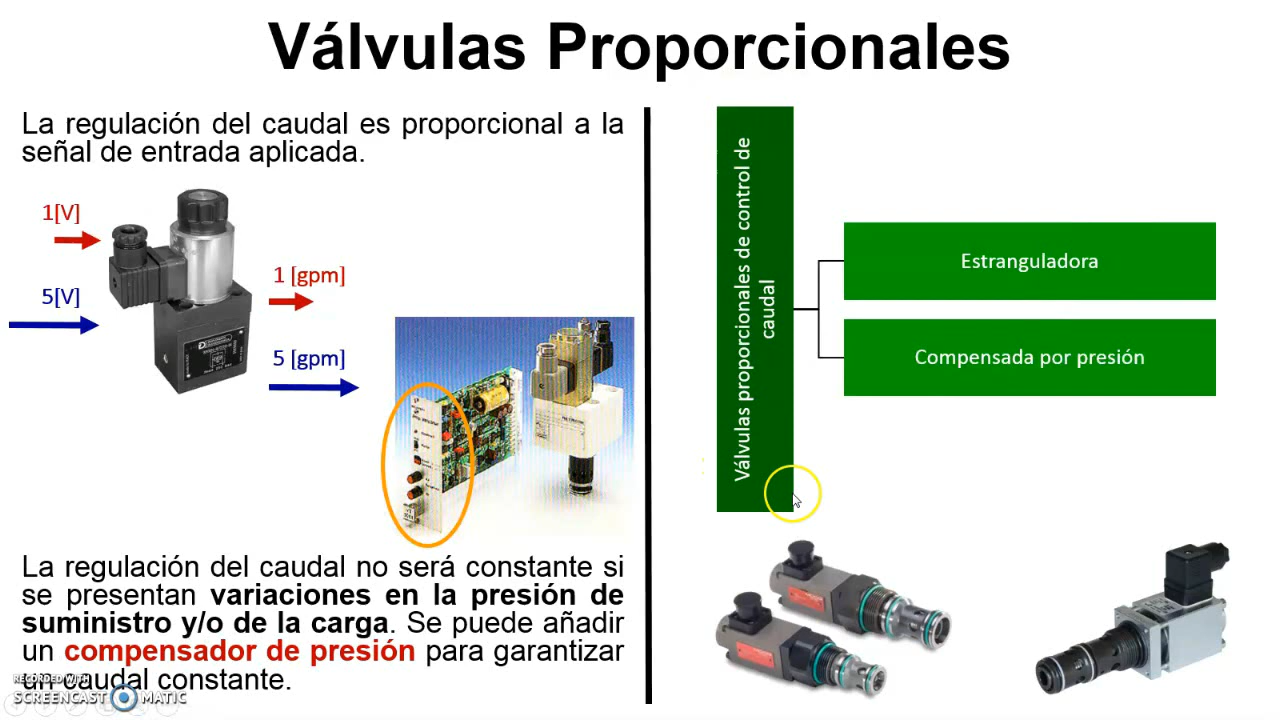 Válvulas Proporcionales
La regulación del caudal es proporcional a la
señal de entrada aplicada.
1[V]
5[V]
1 [gpm]
5 [gpm]
La regulación del caudal no será constante si
se presentan variaciones en la presión de
suministro y/o de la carga. Se puede añadir
un compensador de presión para garantizar
un caudal constante.
RECORDED WITH
SCREENCAST MATIC
Válvulas proporcionales de control de
caudal
Estranguladora
Compensada por presión